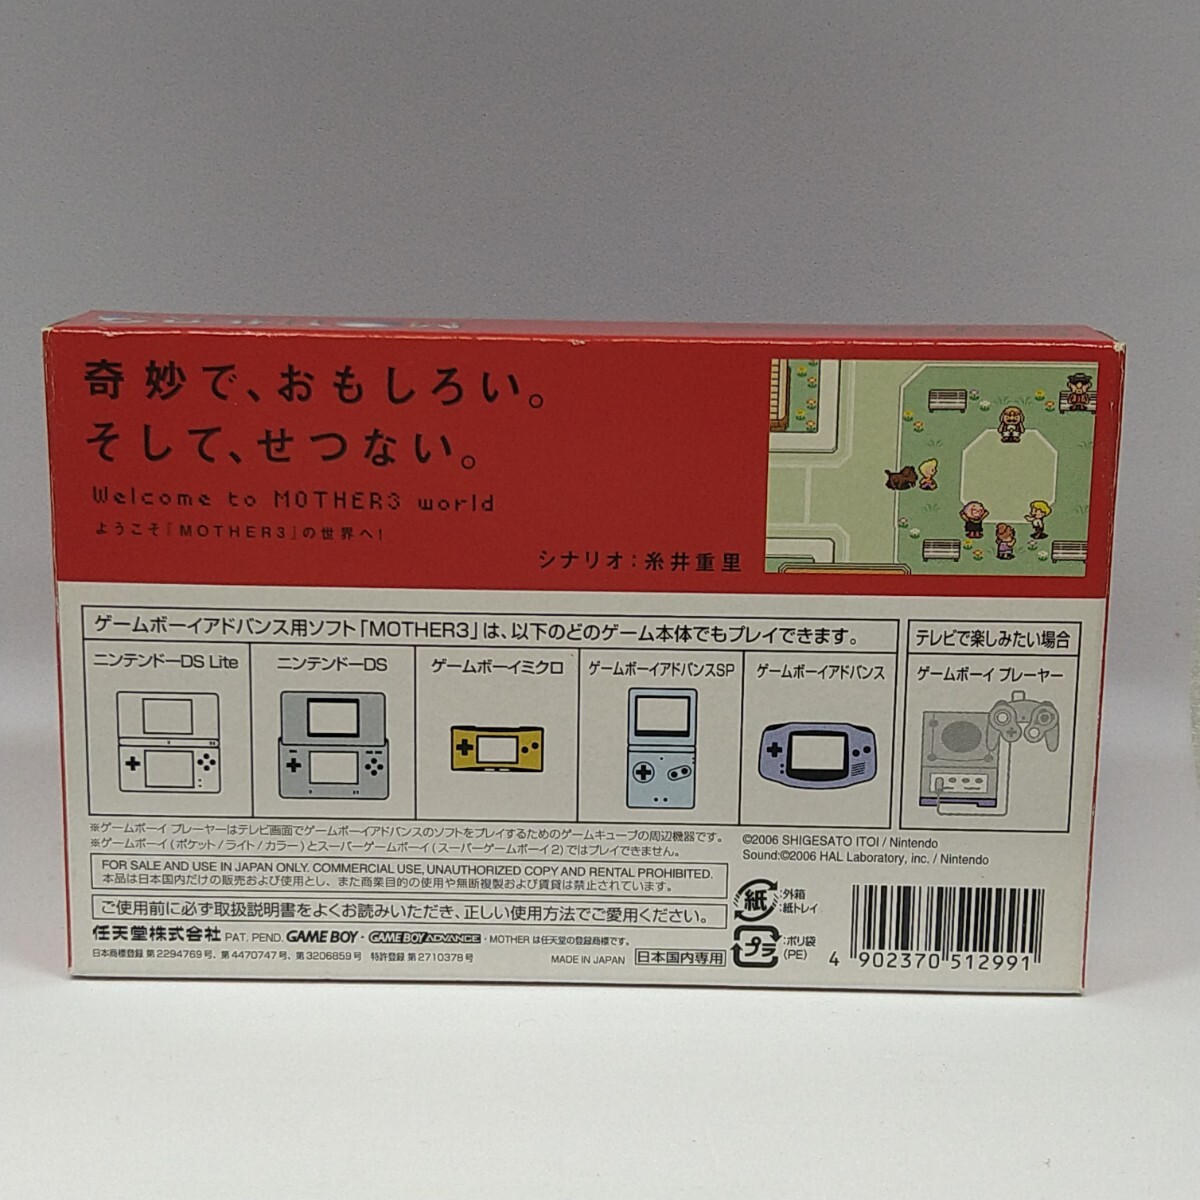 奇妙で、おもしろい。
そして、せつない。
Welcome to MOTHER3 world
ようこそ『MOTHER3』の世界へ!
シナリオ:糸井重里
ゲームボーイアドバンス用ソフト「MOTHER3」は、以下のどのゲーム本体でもプレイできます。
ニンテンドーDS Lite
ニンテンドーDS
ゲームボーイミクロ
ゲームボーイアドバンスSP
ゲームボーイアドバンス
テレビで楽しみたい場合
ゲームボーイ プレーヤー
※ゲームボーイ プレーヤーはテレビ画面でゲームボーイアドバンスのソフトをプレイするためのゲームキューブの周辺機器です。
※ゲームボーイ(ポケット/ライト/カラー)とスーパーゲームボーイ(スーパーゲームボーイ2)ではプレイできません。
©2006 SHIGESATO ITOI / Nintendo
Sound:©2006 HAL Laboratory, inc. / Nintendo
FOR SALE AND USE IN JAPAN ONLY. COMMERCIAL USE, UNAUTHORIZED COPY AND RENTAL PROHIBITED.
本品は日本国内だけの販売および使用とし、また商業目的の使用や無断複製および賃貸は禁止されています。
ご使用前に必ず取扱説明書をよくお読みいただき、正しい使用方法でご愛用ください。
任天堂株式会社 PAT. PEND. GAME BOY・GAME BOY ADVANCE・MOTHER は任天堂の登録商標です。
日本商標登録 第2294769号、第4470747号、第3206859号 特許登録 第2710378号
MADE IN JAPAN
日本国内専用
紙 :外箱
:紙トレイ
プラ :ポリ袋
(PE)
4 902370 512991